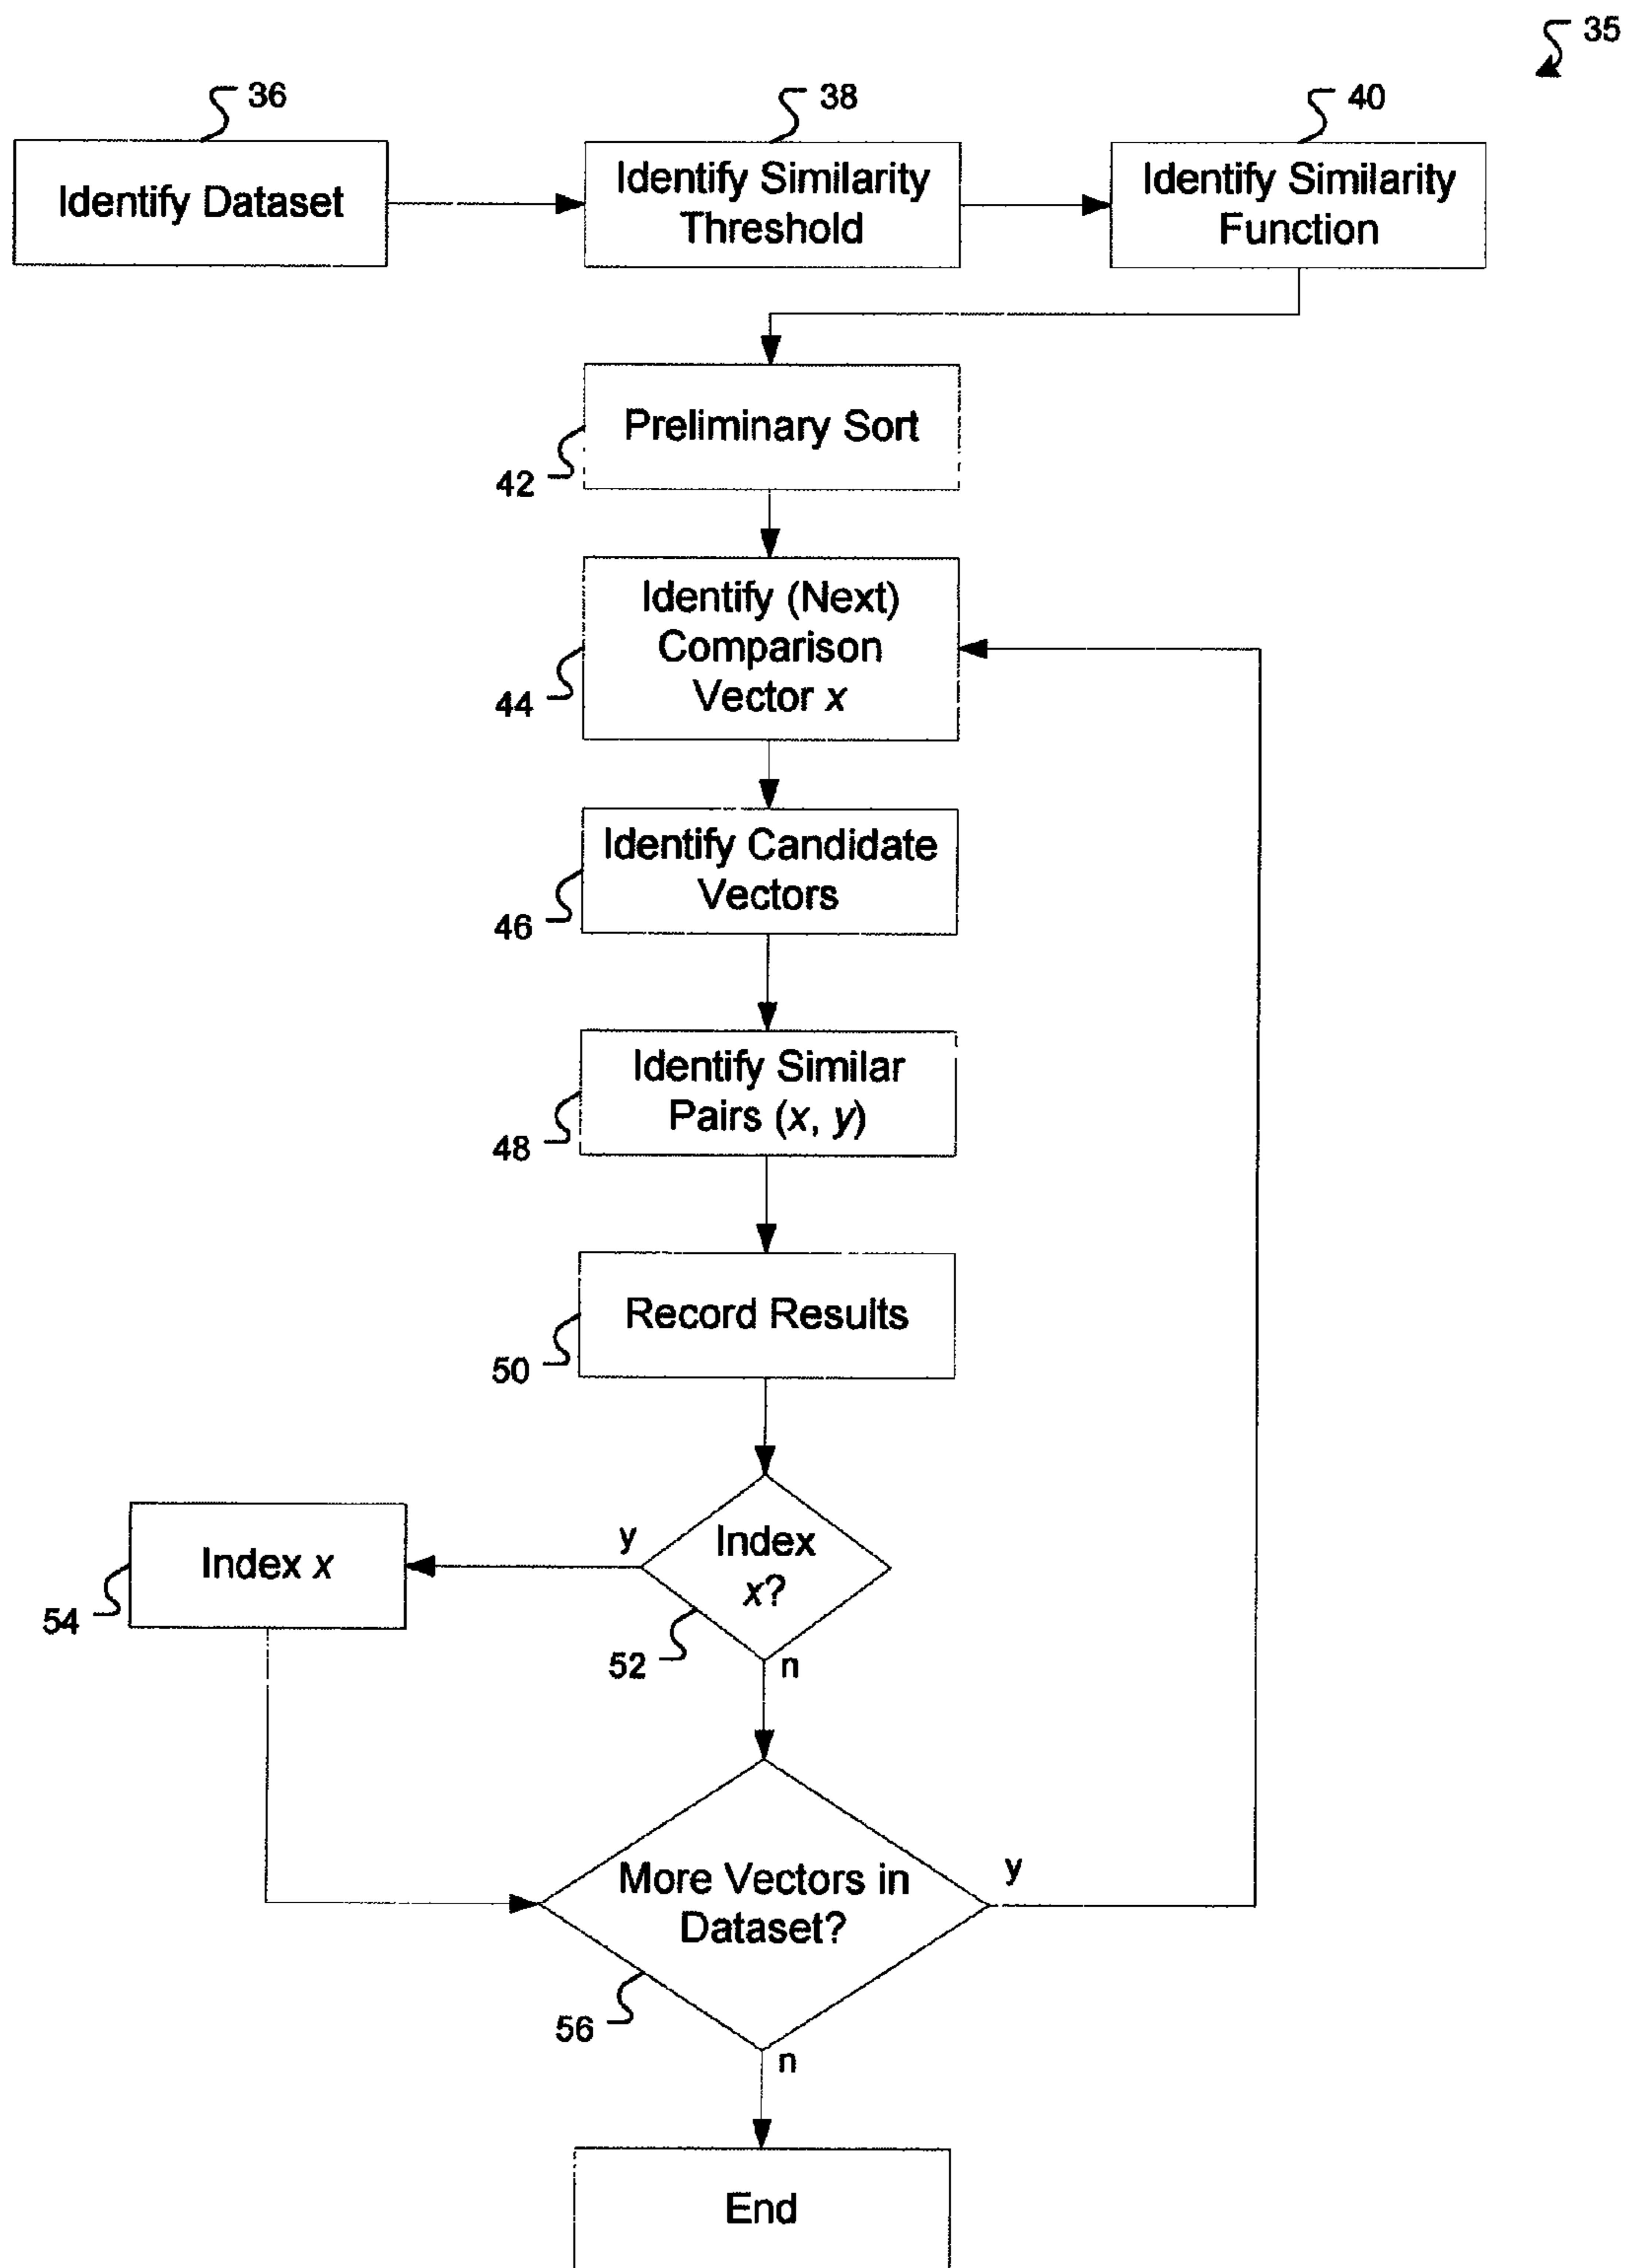 35
36
38
40
Identify Dataset
Identify Similarity
Threshold
Identify Similarity
Function
Preliminary Sort
42
Identify (Next)
Comparison
Vector x
44
Identify Candidate
Vectors
46
Identify Similar
Pairs (x, y)
48
Record Results
50
Index
x?
y
Index x
54
52
n
More Vectors in
Dataset?
y
56
n
End